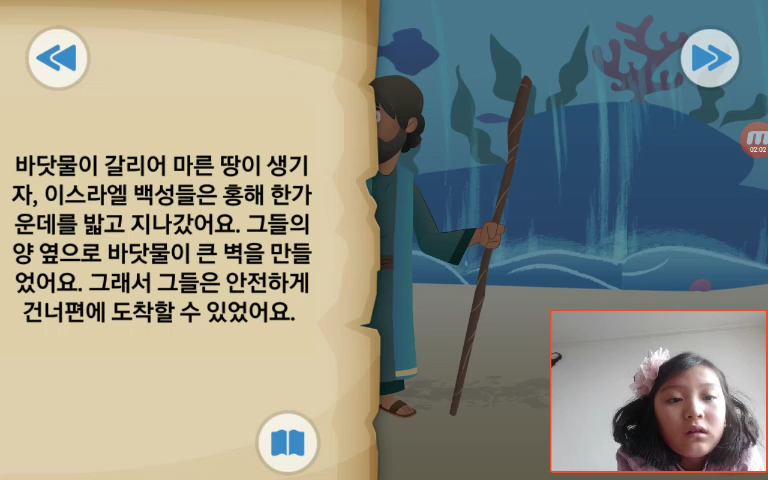 바닷물이 갈리어 마른 땅이 생기
자, 이스라엘 백성들은 홍해 한가
운데를 밟고 지나갔어요. 그들의
양 옆으로 바닷물이 큰 벽을 만들
었어요. 그래서 그들은 안전하게
건너편에 도착할 수 있었어요.
02:02